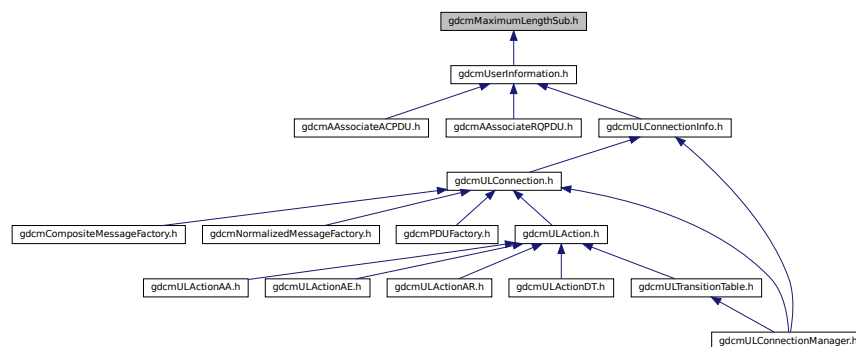 gdcmMaximumLengthSub.h
gdcmUserInformation.h
gdcmAAssociateACPDU.h
gdcmAAssociateRQPDU.h
gdcmULConnectionInfo.h
gdcmULConnection.h
gdcmCompositeMessageFactory.h
gdcmNormalizedMessageFactory.h
gdcmPDUFactory.h
gdcmULAction.h
gdcmULActionAA.h
gdcmULActionAE.h
gdcmULActionAR.h
gdcmULActionDT.h
gdcmULTransitionTable.h
gdcmULConnectionManager.h